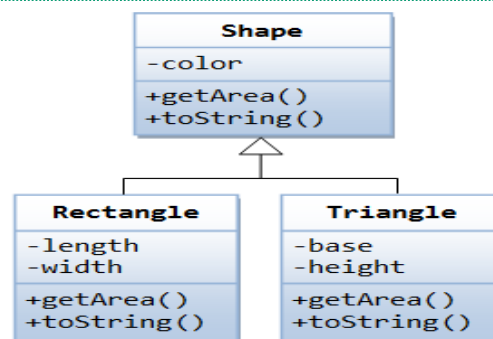 Shape
-color
+getArea()
+toString()
Rectangle
-length
-width
+getArea()
+toString()
Triangle
-base
-height
+getArea()
+toString()